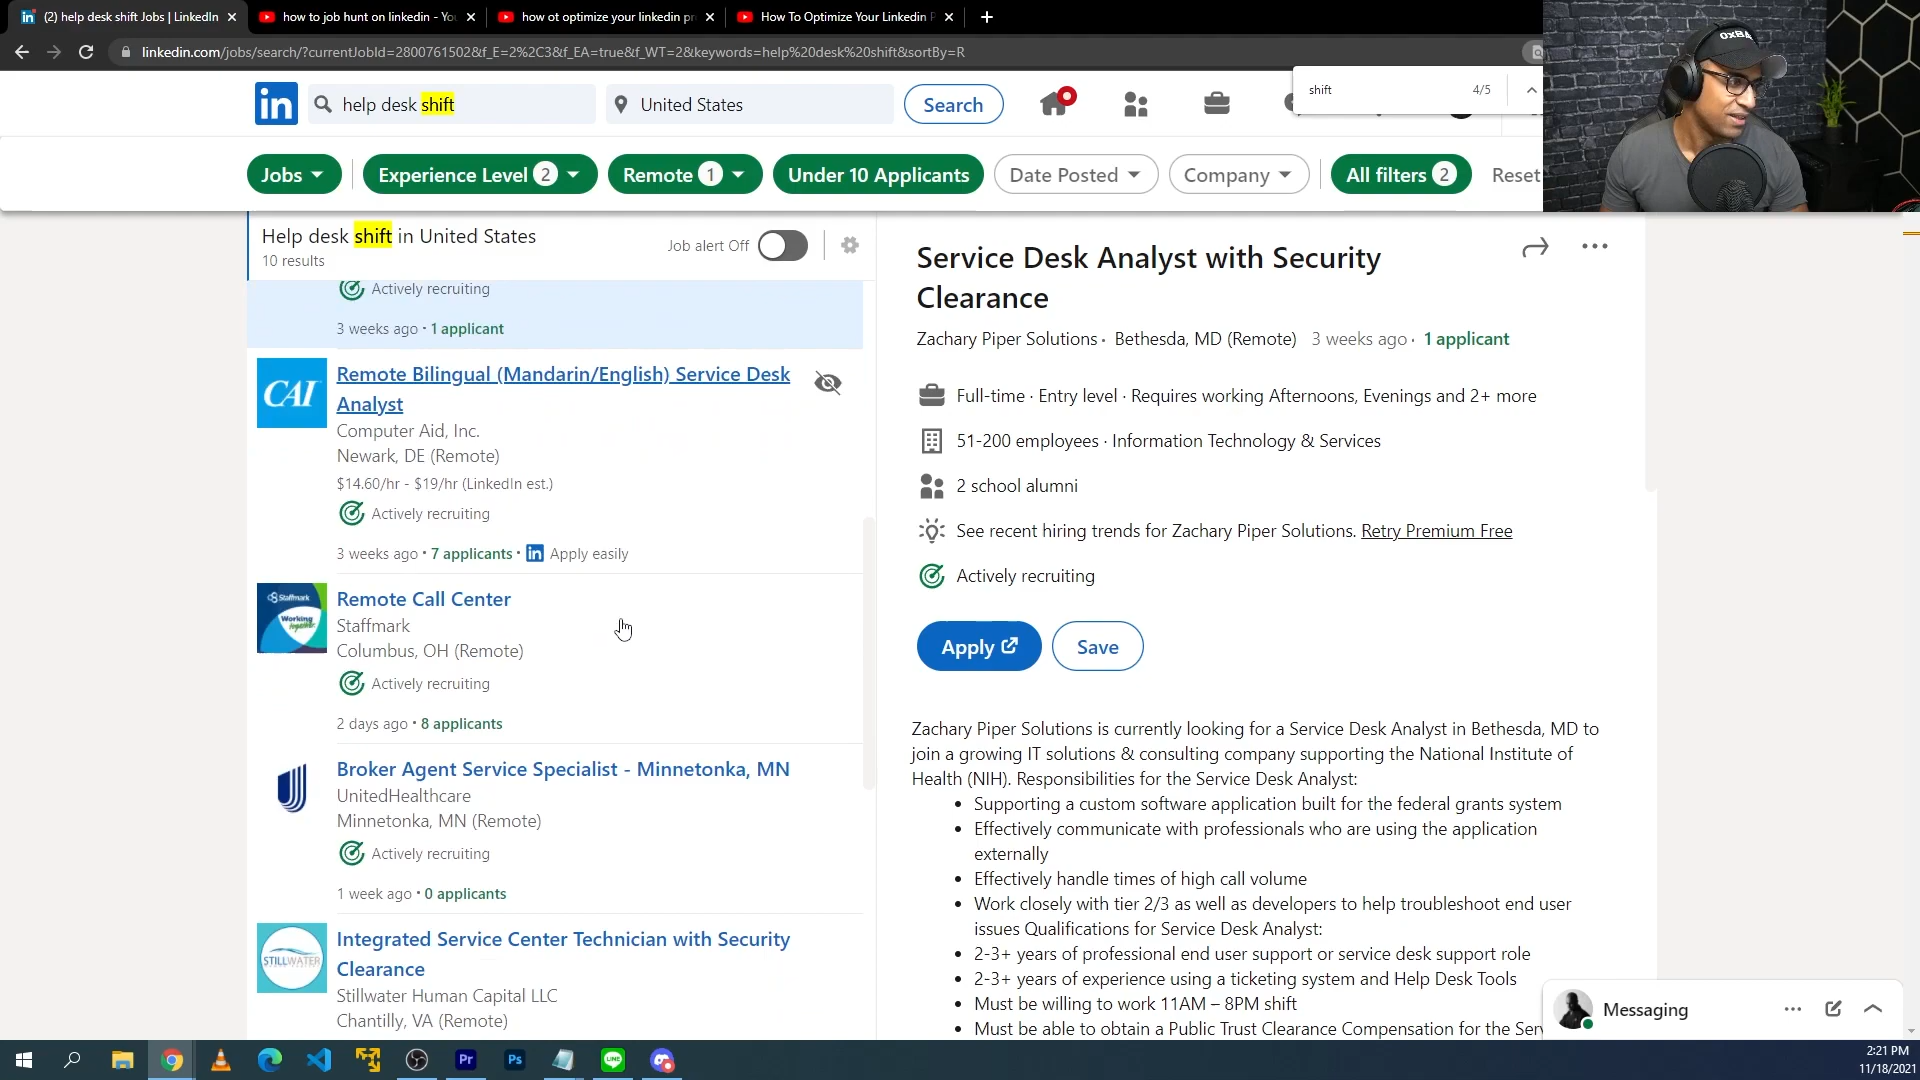 (2) help desk shift Jobs | LinkedIn
how to job hunt on linkedin - Yo
how ot optimize your linkedin pr
How To Optimize Your Linkedin P
linkedin.com/jobs/search/?currentJobId=2800761502&f_E=2%2C3&f_EA=true&f_WT=2&keywords=help%20desk%20shift&sortBy=R
shift
4/5
in
help desk shift
United States
Search
Jobs
Experience Level 2
Remote 1
Under 10 Applicants
Date Posted
Company
All filters 2
Reset
Help desk shift in United States
10 results
Job alert Off
Actively recruiting
3 weeks ago · 1 applicant
CAI
Remote Bilingual (Mandarin/English) Service Desk
Analyst
Computer Aid, Inc.
Newark, DE (Remote)
$14.60/hr - $19/hr (LinkedIn est.)
Actively recruiting
3 weeks ago · 7 applicants · in Apply easily
Staffmark
Working together
Remote Call Center
Staffmark
Columbus, OH (Remote)
Actively recruiting
2 days ago · 8 applicants
Broker Agent Service Specialist - Minnetonka, MN
UnitedHealthcare
Minnetonka, MN (Remote)
Actively recruiting
1 week ago · 0 applicants
STILLWATER
Integrated Service Center Technician with Security
Clearance
Stillwater Human Capital LLC
Chantilly, VA (Remote)
Service Desk Analyst with Security
Clearance
Zachary Piper Solutions · Bethesda, MD (Remote) 3 weeks ago · 1 applicant
Full-time · Entry level · Requires working Afternoons, Evenings and 2+ more
51-200 employees · Information Technology & Services
2 school alumni
See recent hiring trends for Zachary Piper Solutions. Retry Premium Free
Actively recruiting
Apply
Save
Zachary Piper Solutions is currently looking for a Service Desk Analyst in Bethesda, MD to
join a growing IT solutions & consulting company supporting the National Institute of
Health (NIH). Responsibilities for the Service Desk Analyst:
• Supporting a custom software application built for the federal grants system
• Effectively communicate with professionals who are using the application
externally
• Effectively handle times of high call volume
• Work closely with tier 2/3 as well as developers to help troubleshoot end user
issues Qualifications for Service Desk Analyst:
• 2-3+ years of professional end user support or service desk support role
• 2-3+ years of experience using a ticketing system and Help Desk Tools
• Must be willing to work 11AM – 8PM shift
• Must be able to obtain a Public Trust Clearance Compensation for the Serv
Messaging
Pr
Ps
LINE
2:21 PM
11/18/2021
0xBA